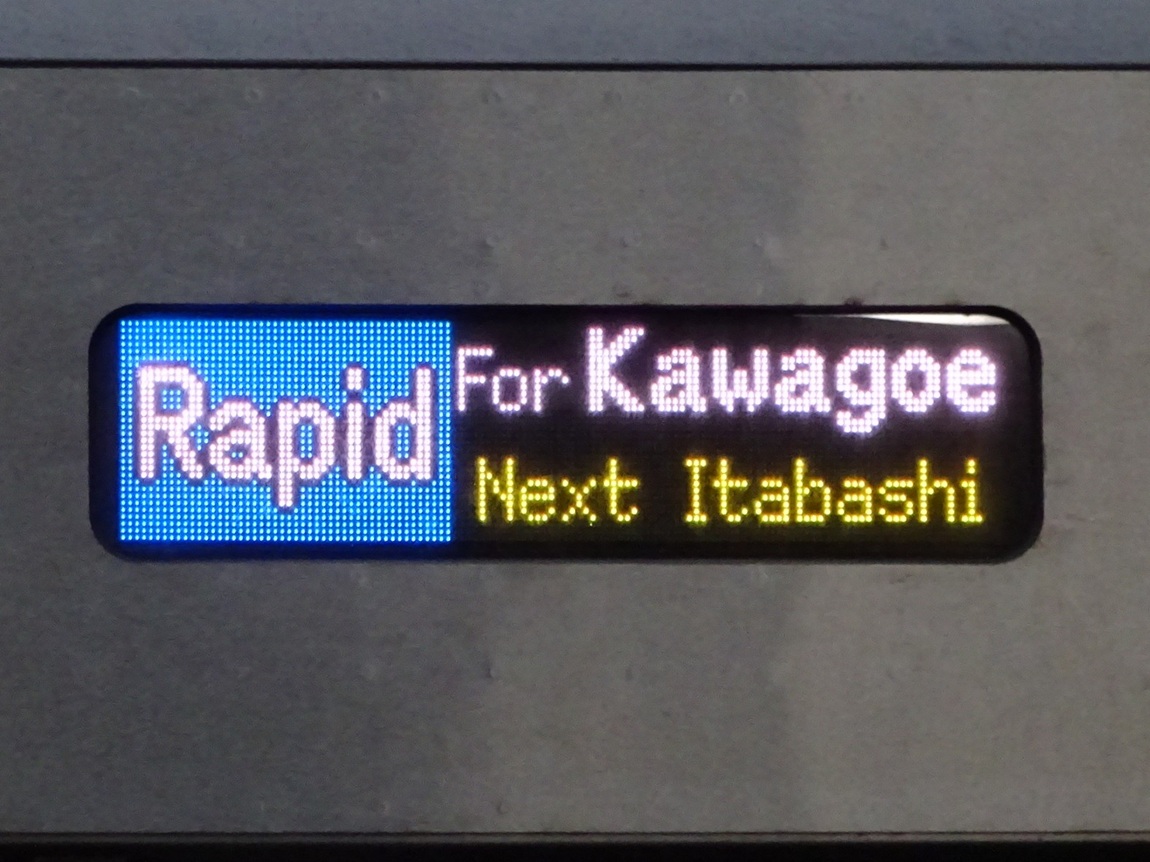 Rapid
For Kawagoe
Next Itabashi